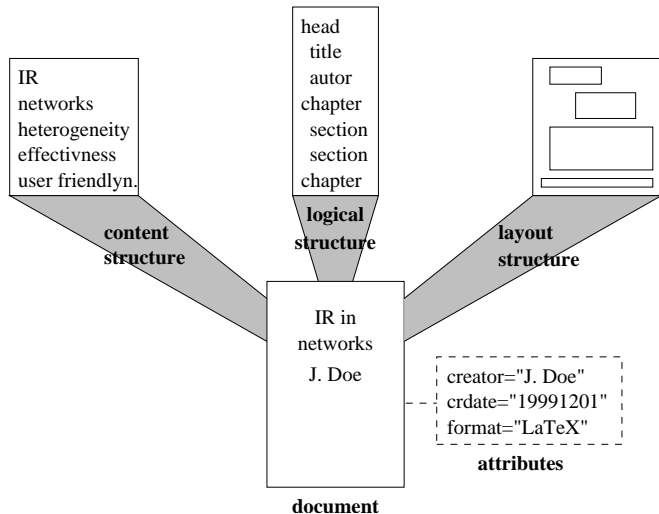 IR
networks
heterogeneity
effectivness
user friendlyn.
content
structure
head
title
autor
chapter
section
section
chapter
logical
structure
layout
structure
IR in
networks
J. Doe
document
creator="J. Doe"
crdate="19991201"
format="LaTeX"
attributes